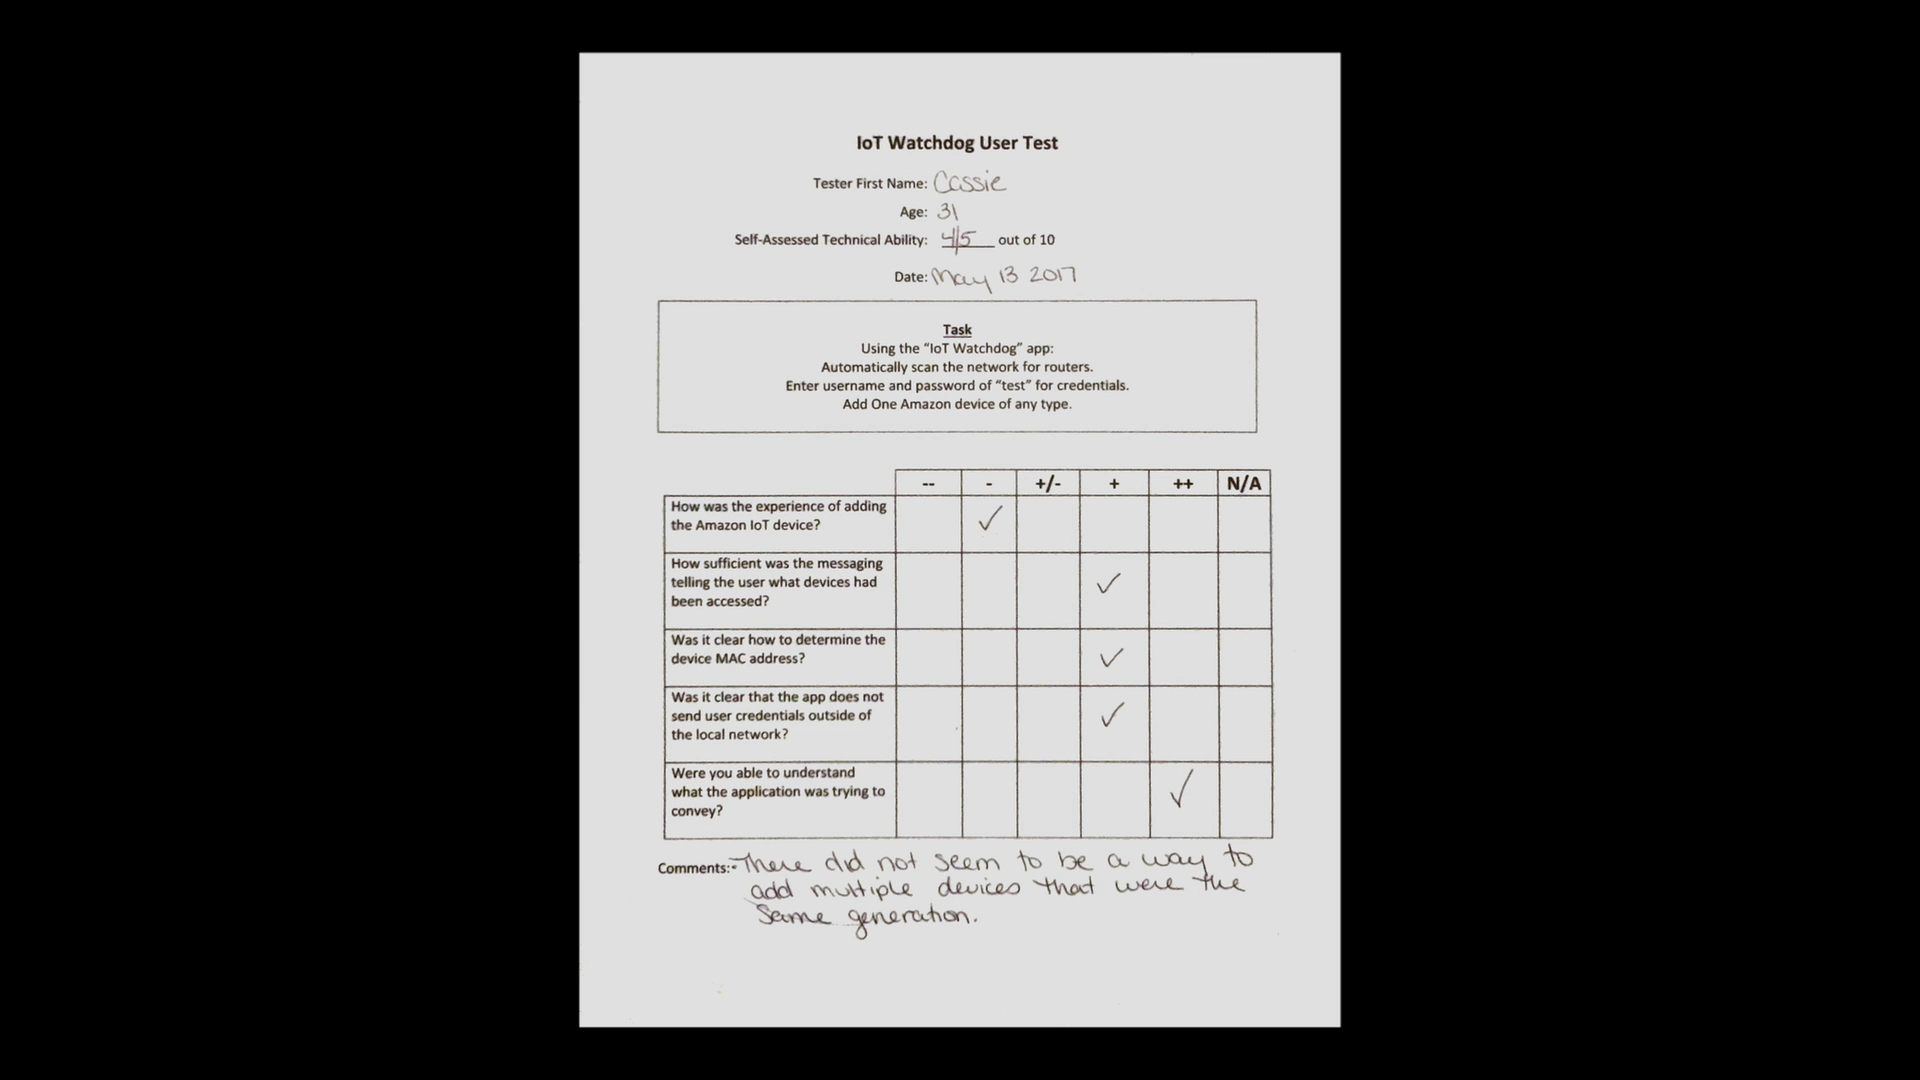 IoT Watchdog User Test
Tester First Name: Cassie
Age: 31
Self-Assessed Technical Ability: 4/5 out of 10
Date: May 13 2017
Task
Using the “IoT Watchdog” app:
Automatically scan the network for routers.
Enter username and password of “test” for credentials.
Add One Amazon device of any type.
-- - +/- + ++ N/A
How was the experience of adding
the Amazon IoT device? ✓
How sufficient was the messaging
telling the user what devices had
been accessed? ✓
Was it clear how to determine the
device MAC address? ✓
Was it clear that the app does not
send user credentials outside of
the local network? ✓
Were you able to understand
what the application was trying to
convey? ✓
Comments:- There did not seem to be a way to
add multiple devices that were the
same generation.